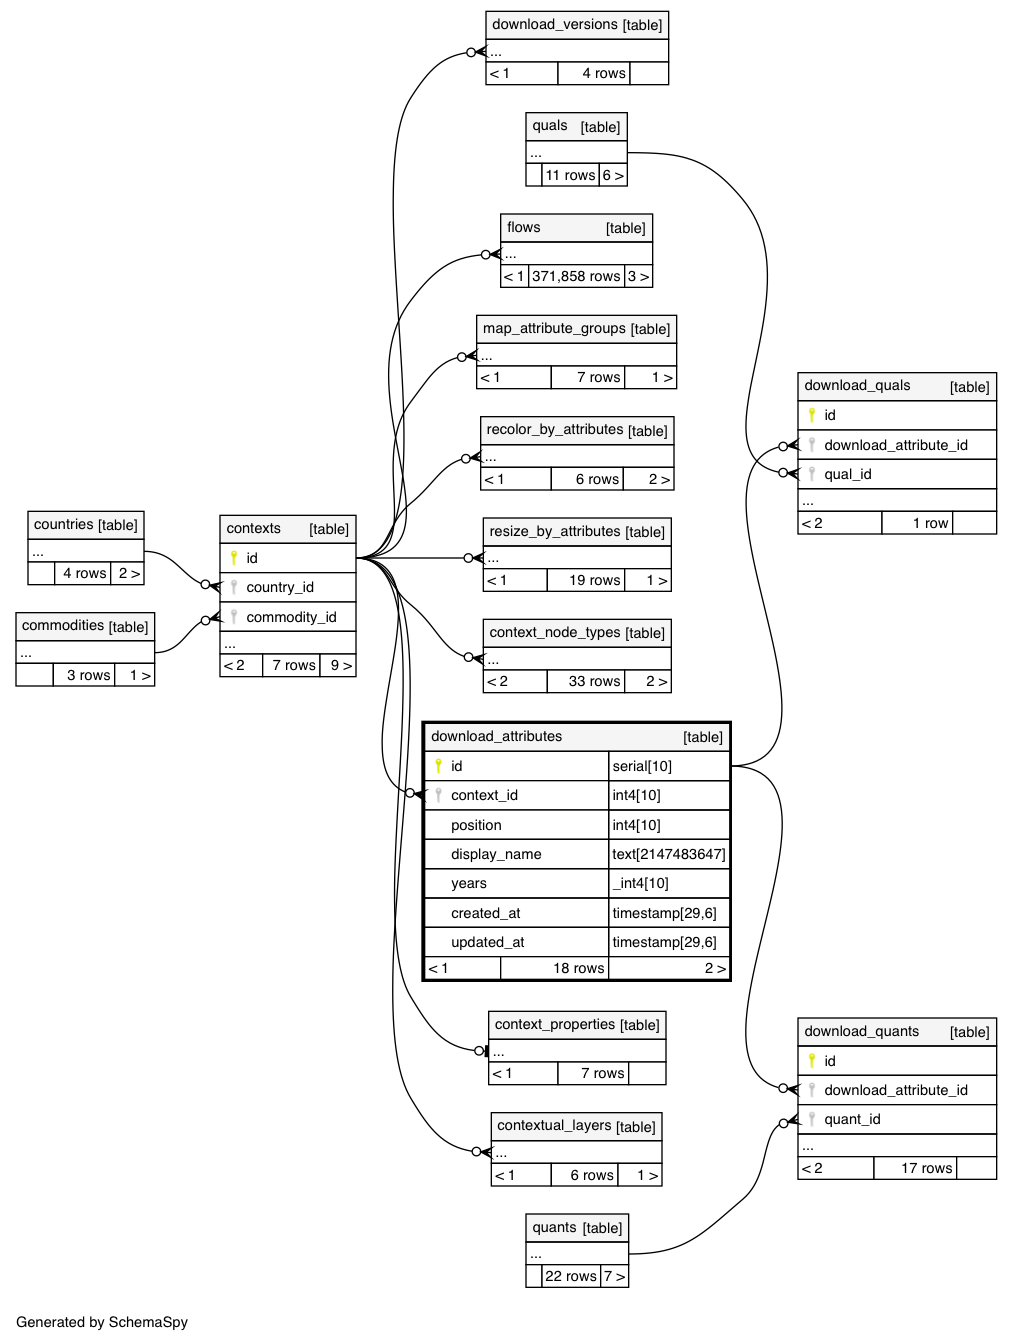 download_versions [table]
...
< 1 4 rows
quals [table]
...
11 rows 6 >
flows [table]
...
< 1 371,858 rows 3 >
map_attribute_groups [table]
...
< 1 7 rows 1 >
recolor_by_attributes [table]
...
< 1 6 rows 2 >
resize_by_attributes [table]
...
< 1 19 rows 1 >
context_node_types [table]
...
< 2 33 rows 2 >
countries [table]
...
4 rows 2 >
commodities [table]
...
3 rows 1 >
contexts [table]
id
country_id
commodity_id
...
< 2 7 rows 9 >
download_attributes [table]
id serial[10]
context_id int4[10]
position int4[10]
display_name text[2147483647]
years _int4[10]
created_at timestamp[29,6]
updated_at timestamp[29,6]
< 1 18 rows 2 >
download_quals [table]
id
download_attribute_id
qual_id
...
< 2 1 row
context_properties [table]
...
< 1 7 rows
contextual_layers [table]
...
< 1 6 rows 1 >
quants [table]
...
22 rows 7 >
download_quants [table]
id
download_attribute_id
quant_id
...
< 2 17 rows
Generated by SchemaSpy